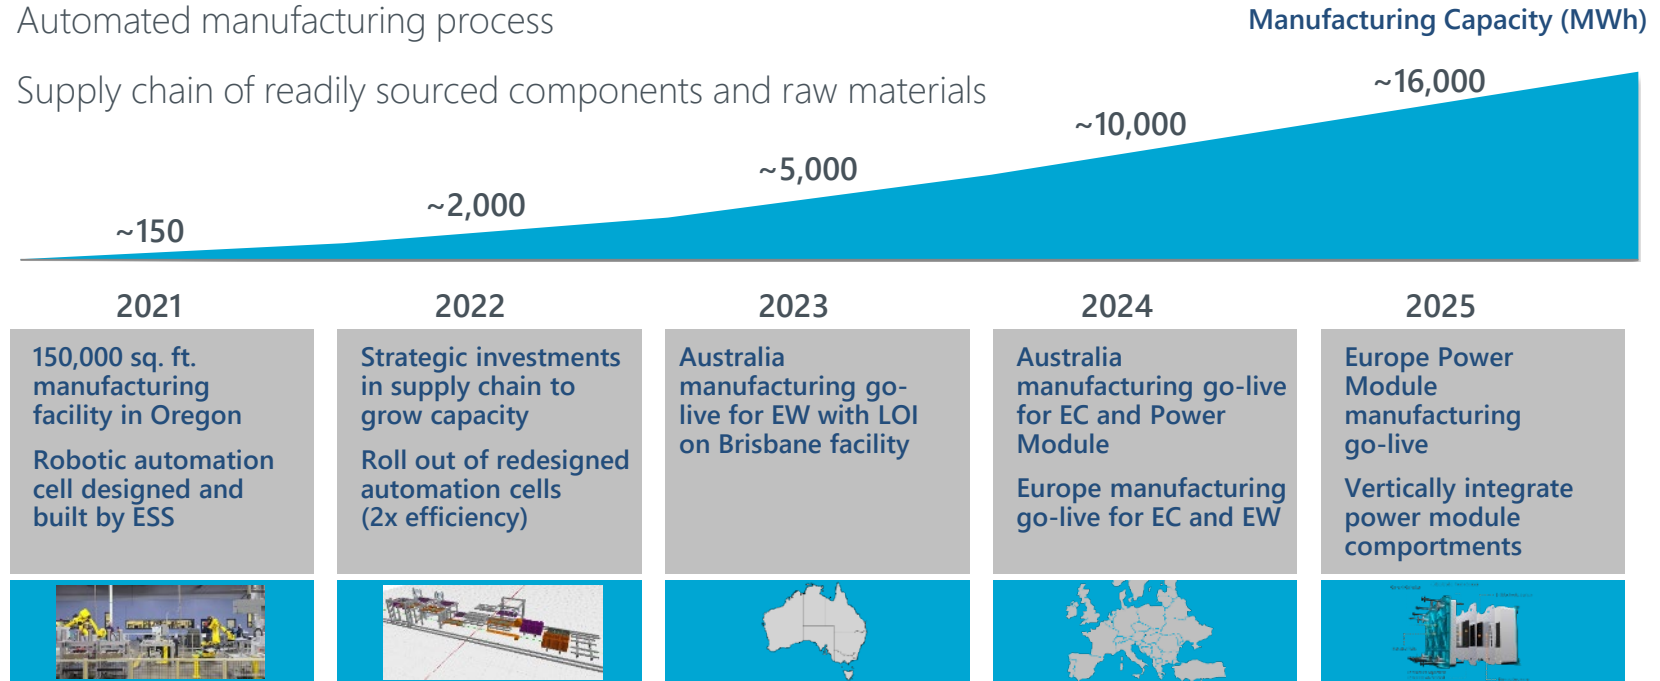 Automated manufacturing process
Manufacturing Capacity (MWh)
Supply chain of readily sourced components and raw materials
~150
~2,000
~5,000
~10,000
~16,000
2021
2022
2023
2024
2025
150,000 sq. ft.
manufacturing
facility in Oregon
Robotic automation
cell designed and
built by ESS
Strategic investments
in supply chain to
grow capacity
Roll out of redesigned
automation cells
(2x efficiency)
Australia
manufacturing go-
live for EW with LOI
on Brisbane facility
Australia
manufacturing go-live
for EC and Power
Module
Europe manufacturing
go-live for EC and EW
Europe Power
Module
manufacturing
go-live
Vertically integrate
power module
comportments